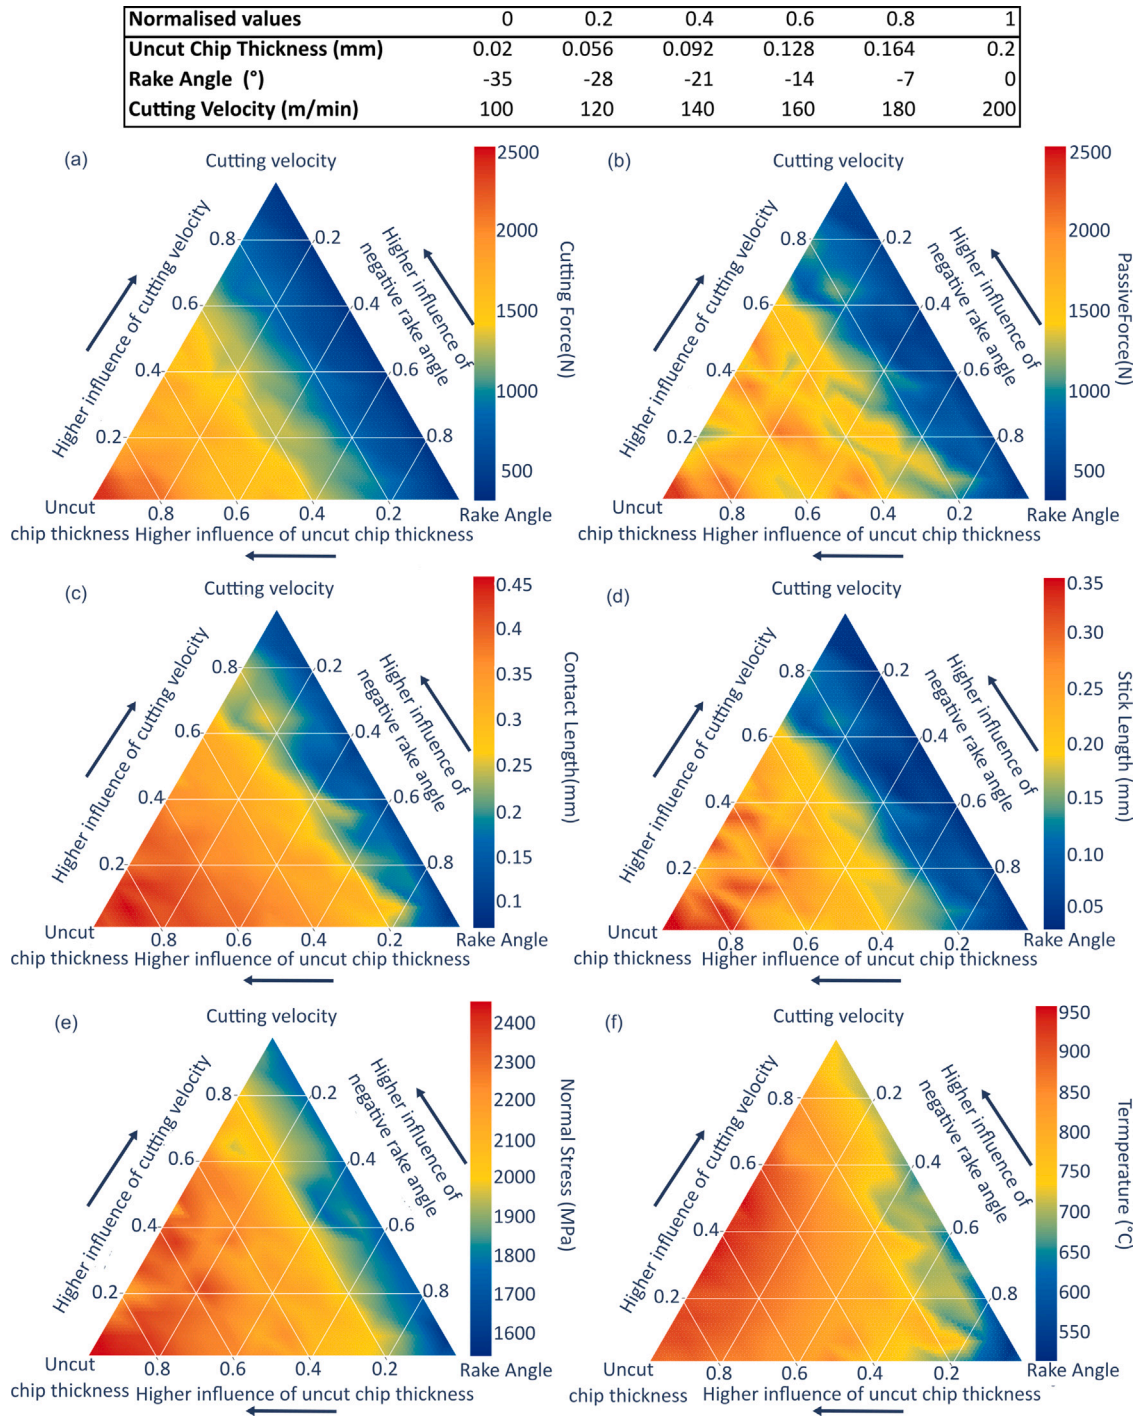 Normalised values 0 0.2 0.4 0.6 0.8 1
Uncut Chip Thickness (mm) 0.02 0.056 0.092 0.128 0.164 0.2
Rake Angle (°) -35 -28 -21 -14 -7 0
Cutting Velocity (m/min) 100 120 140 160 180 200
(a)
Cutting velocity
Higher influence of cutting velocity
Higher influence of
negative rake angle
0.8
0.6
0.4
0.2
0.2
0.4
0.6
0.8
0.8 0.6 0.4 0.2
Uncut
chip thickness
Higher influence of uncut chip thickness
Rake Angle
2500
2000
1500
1000
500
Cutting Force(N)
(b)
Cutting velocity
Higher influence of cutting velocity
Higher influence of
negative rake angle
0.8
0.6
0.4
0.2
0.2
0.4
0.6
0.8
0.8 0.6 0.4 0.2
Uncut
chip thickness
Higher influence of uncut chip thickness
Rake Angle
2500
2000
1500
1000
500
PassiveForce(N)
(c)
Cutting velocity
Higher influence of cutting velocity
Higher influence of
negative rake angle
0.8
0.6
0.4
0.2
0.2
0.4
0.6
0.8
0.8 0.6 0.4 0.2
Uncut
chip thickness
Higher influence of uncut chip thickness
Rake Angle
0.45
0.4
0.35
0.3
0.25
0.2
0.15
0.1
Contact Length(mm)
(d)
Cutting velocity
Higher influence of cutting velocity
Higher influence of
negative rake angle
0.8
0.6
0.4
0.2
0.2
0.4
0.6
0.8
0.8 0.6 0.4 0.2
Uncut
chip thickness
Higher influence of uncut chip thickness
Rake Angle
0.35
0.30
0.25
0.20
0.15
0.10
0.05
Stick Length (mm)
(e)
Cutting velocity
Higher influence of cutting velocity
Higher influence of
negative rake angle
0.8
0.6
0.4
0.2
0.2
0.4
0.6
0.8
0.8 0.6 0.4 0.2
Uncut
chip thickness
Higher influence of uncut chip thickness
Rake Angle
2400
2300
2200
2100
2000
1900
1800
1700
1600
Normal Stress (MPa)
(f)
Cutting velocity
Higher influence of cutting velocity
Higher influence of
negative rake angle
0.8
0.6
0.4
0.2
0.2
0.4
0.6
0.8
0.8 0.6 0.4 0.2
Uncut
chip thickness
Higher influence of uncut chip thickness
Rake Angle
950
900
850
800
750
700
650
600
550
Termperature (°C)